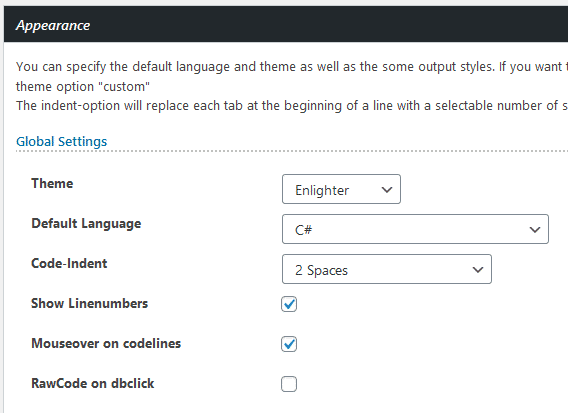 Appearance
You can specify the default language and theme as well as the some output styles. If you want
theme option "custom"
The indent-option will replace each tab at the beginning of a line with a selectable number of
Global Settings
Theme
Enlighter
Default Language
C#
Code-Indent
2 Spaces
Show Linenumbers
Mouseover on codelines
RawCode on dbclick